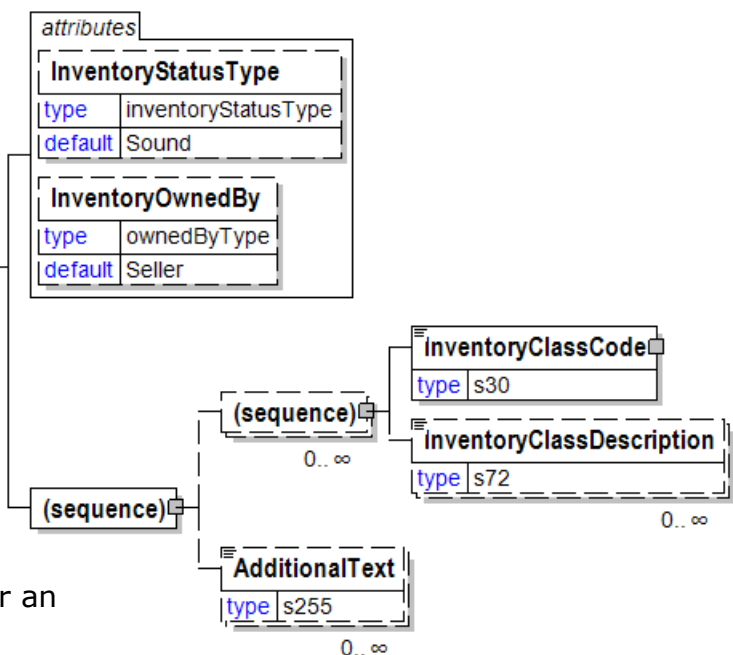 attributes
InventoryStatusType
type inventoryStatusType
default Sound
InventoryOwnedBy
type ownedByType
default Seller
InventoryClassCode
type s30
(sequence)
0.. ∞
InventoryClassDescription
type s72
0.. ∞
(sequence)
AdditionalText
type s255
r an
0.. ∞